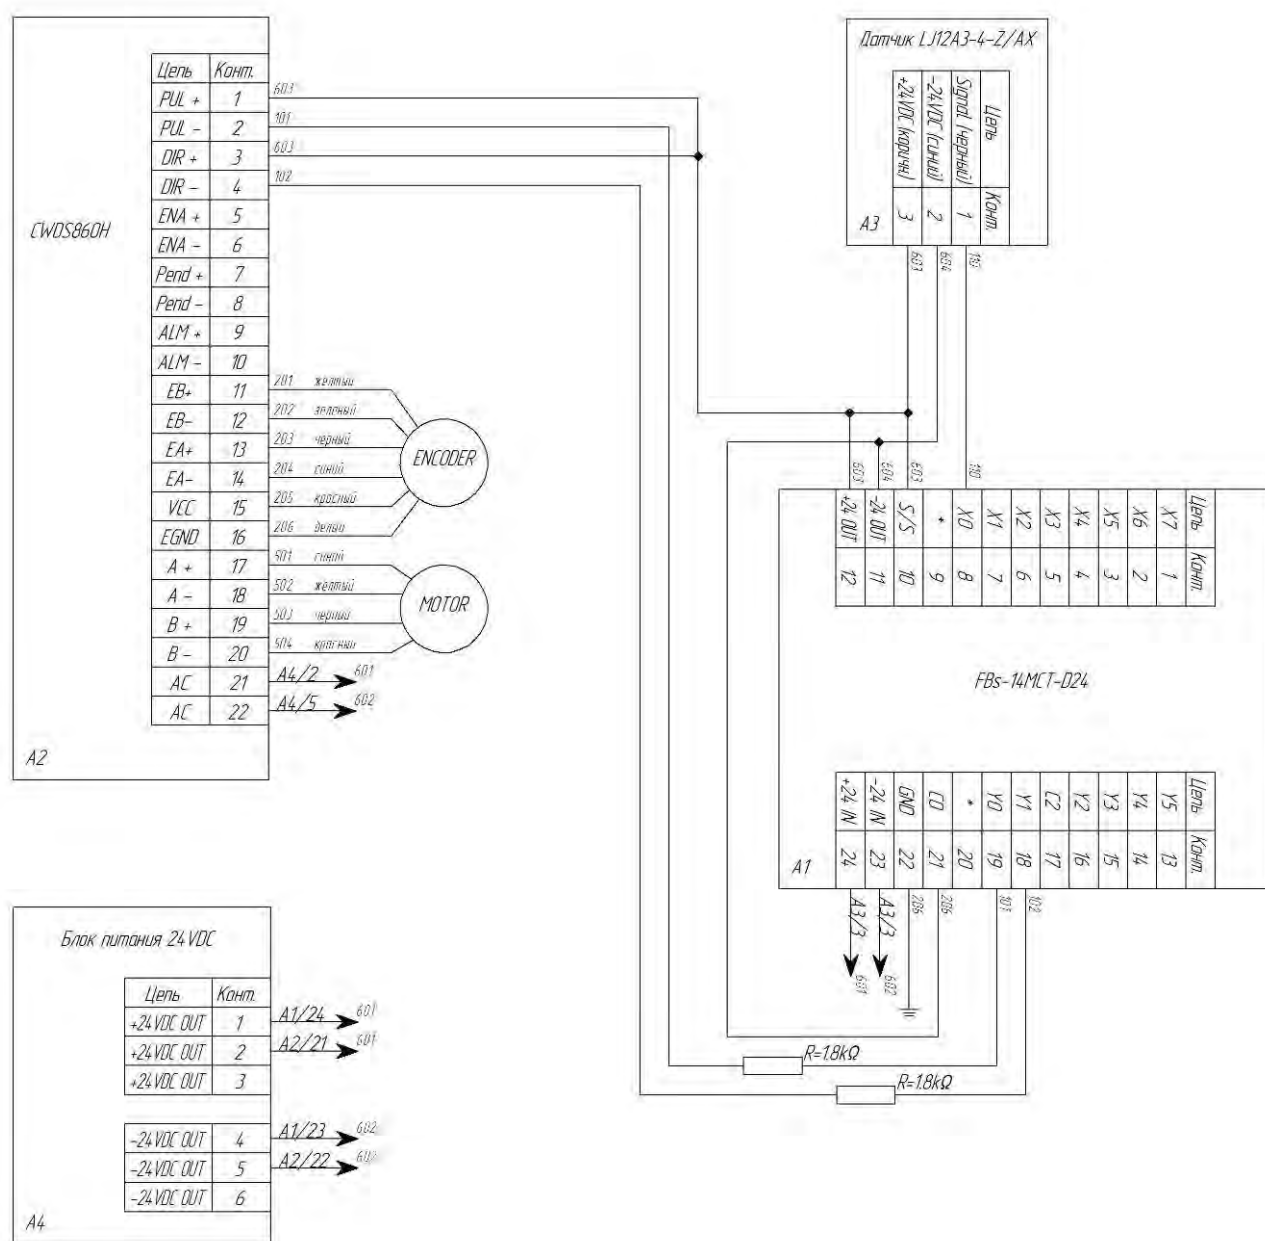 CWDS860H
Цепь Конт.
PUL + 1 603
PUL - 2 101
DIR + 3 603
DIR - 4 102
ENA + 5
ENA - 6
Pend + 7
Pend - 8
ALM + 9
ALM - 10
EB+ 11 201 желтый
EB- 12 202 зеленый
EA+ 13 203 черный
EA- 14 204 синий
VCC 15 205 красный
EGND 16 206 белый
A + 17 501 синий
A - 18 502 желтый
B + 19 503 черный
B - 20 504 красный
AC 21 A4/2 601
AC 22 A4/5 602
A2
ENCODER
MOTOR
Датчик LJ12A3-4-Z/AX
Цепь Конт.
Signal (черный) 1 110
-24VDC (синий) 2 604
+24VDC (коричн) 3 603
A3
603 604 603 110
Цепь Конт.
X7 1
X6 2
X5 3
X4 4
X3 5
X2 6
X1 7
X0 8
* 9
S/S 10
-24 OUT 11
+24 OUT 12
FBs-14MCT-D24
Цепь Конт.
Y5 13
Y4 14
Y3 15
Y2 16
C2 17
Y1 18 102
Y0 19 101
* 20
C0 21 206
GND 22 206
-24 IN 23 A3/3 602
+24 IN 24 A3/3 601
A1
R=1.8kΩ
R=1.8kΩ
Блок питания 24VDC
Цепь Конт.
+24VDC OUT 1 A1/24 601
+24VDC OUT 2 A2/21 601
+24VDC OUT 3
-24VDC OUT 4 A1/23 602
-24VDC OUT 5 A2/22 602
-24VDC OUT 6
A4